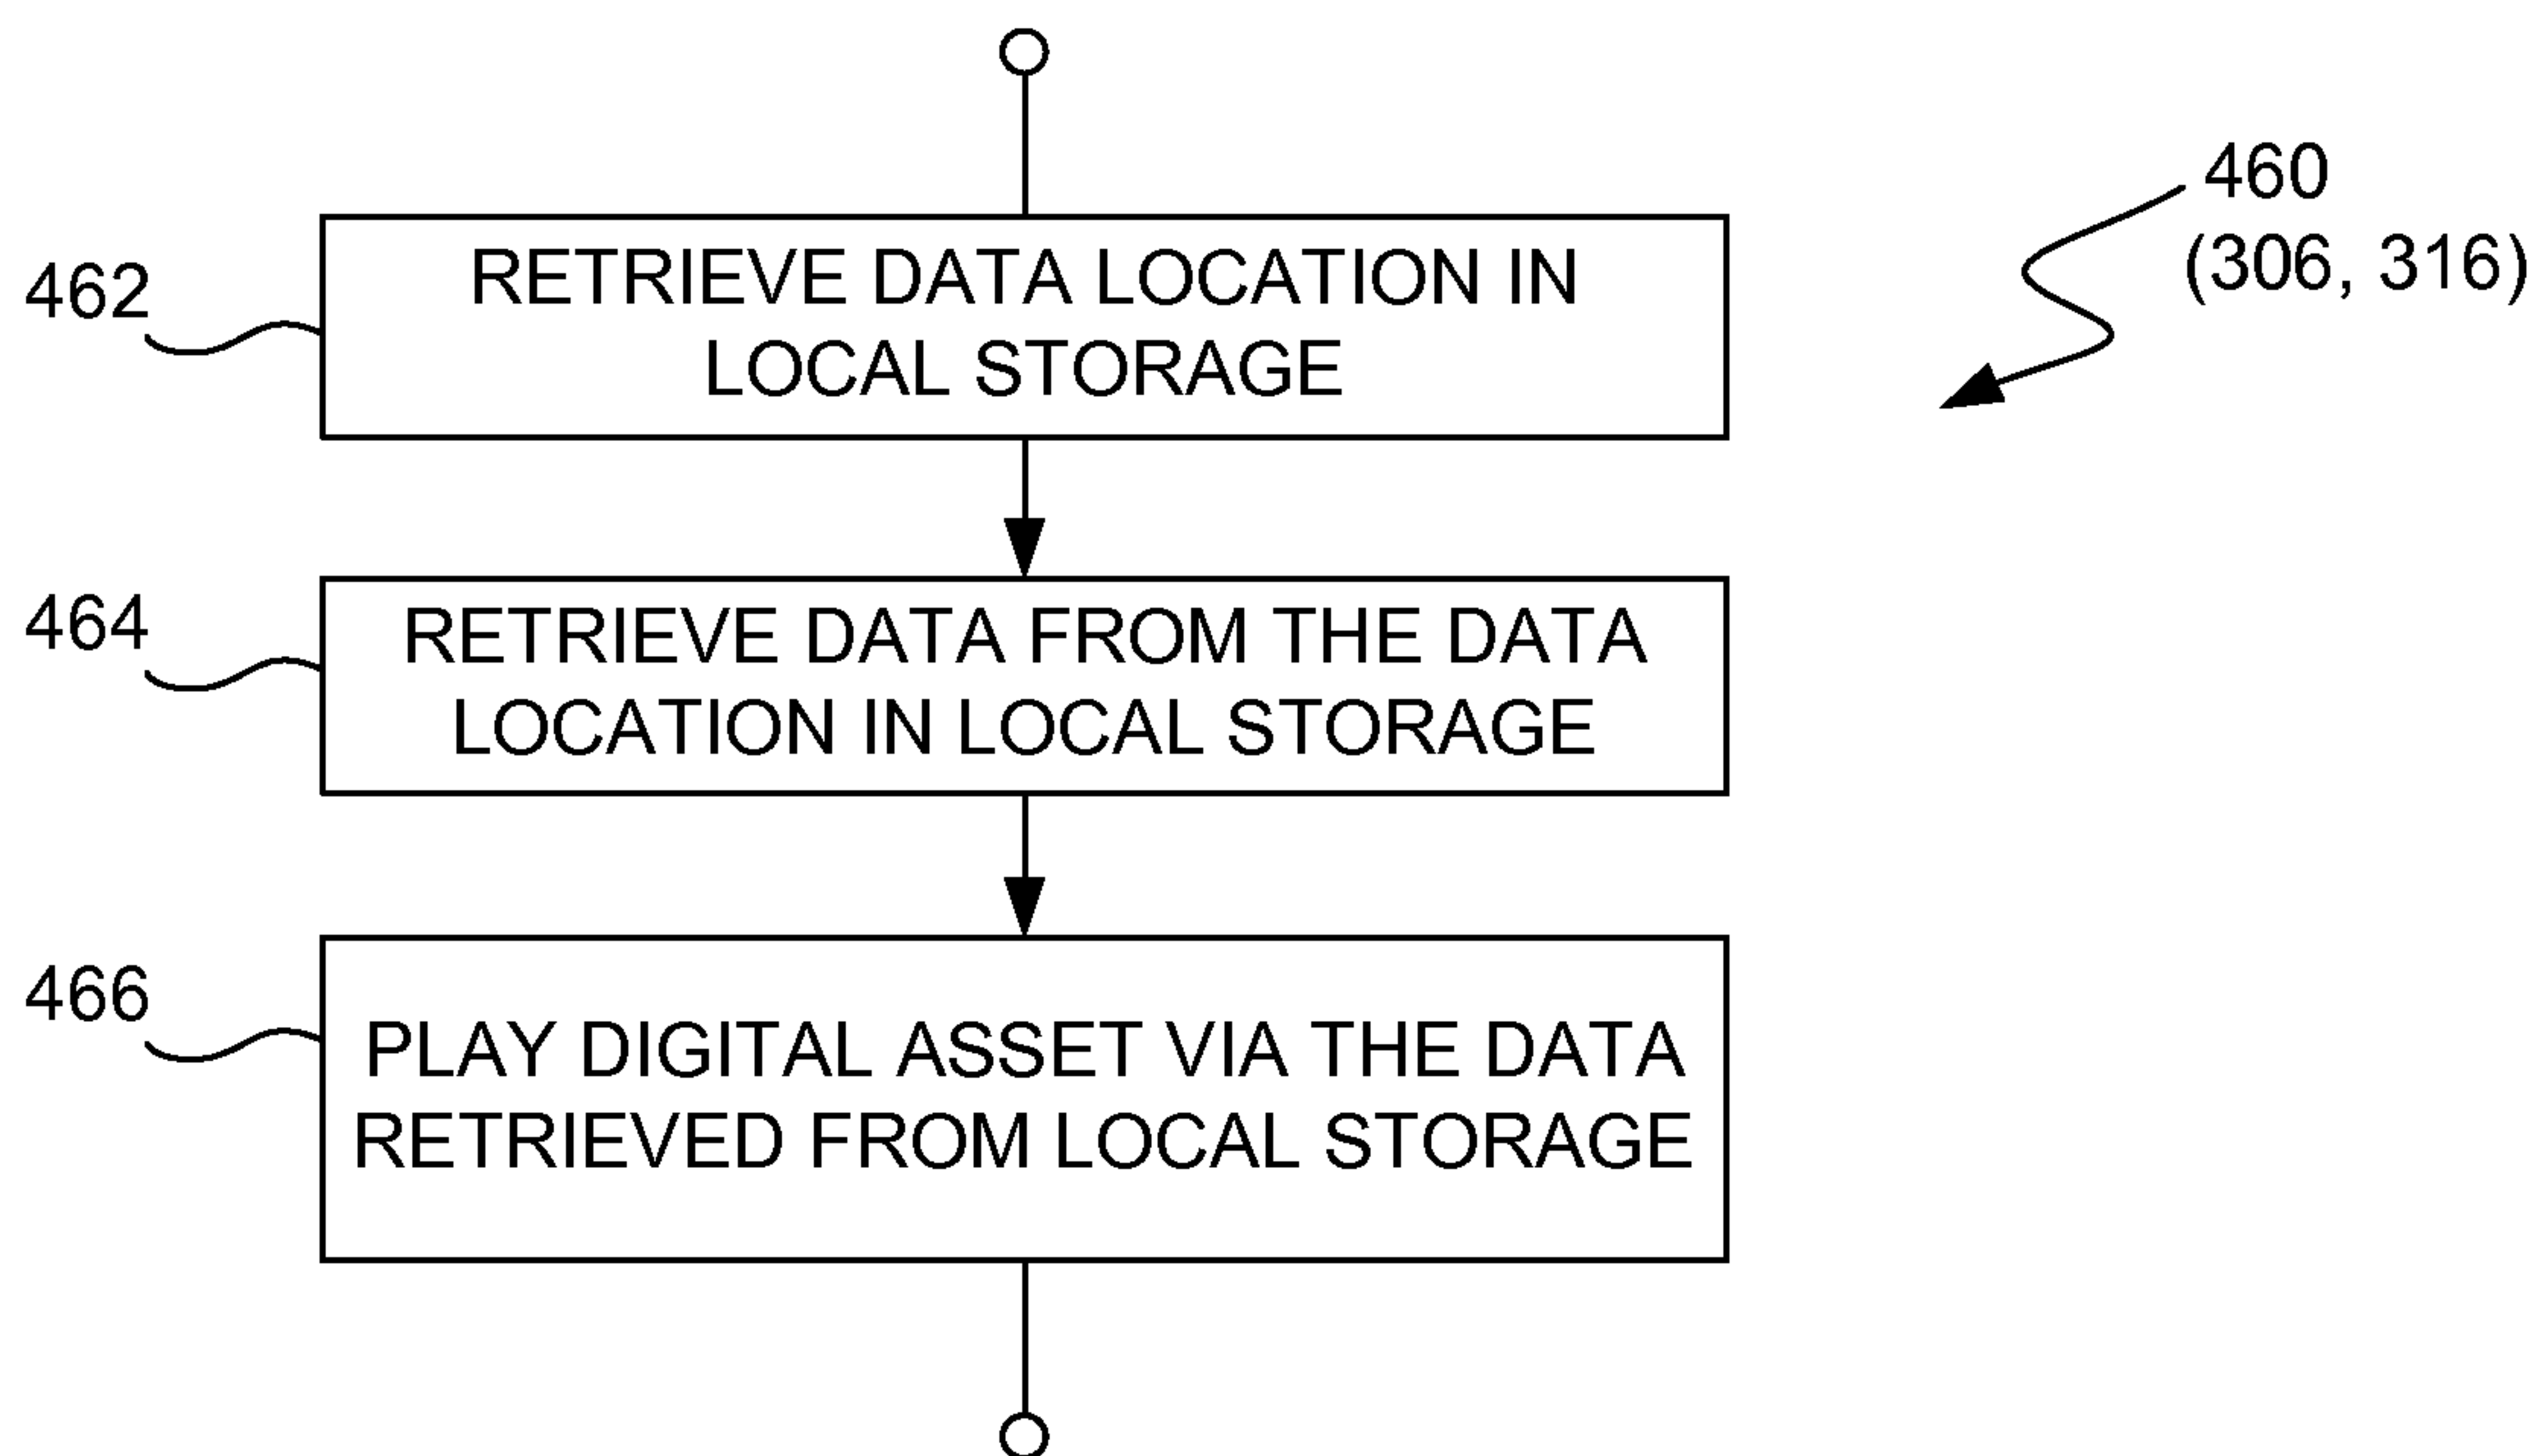 460
(306, 316)
462
RETRIEVE DATA LOCATION IN
LOCAL STORAGE
464
RETRIEVE DATA FROM THE DATA
LOCATION IN LOCAL STORAGE
466
PLAY DIGITAL ASSET VIA THE DATA
RETRIEVED FROM LOCAL STORAGE